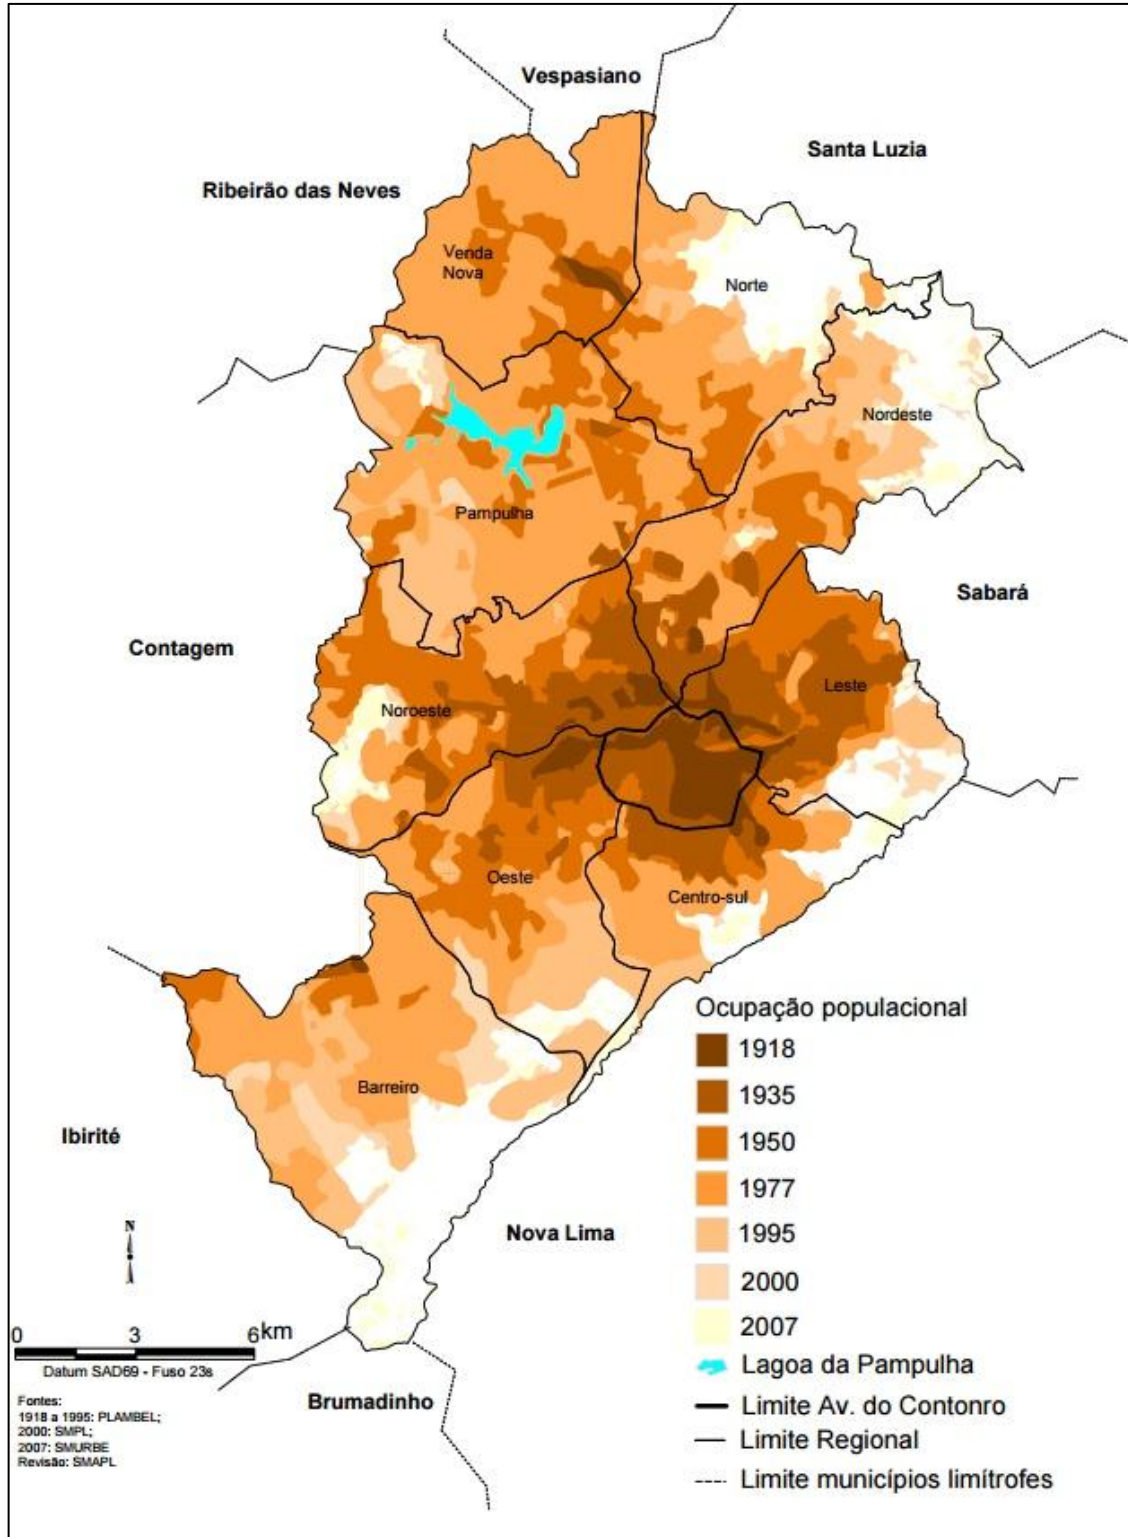 Vespasiano
Santa Luzia
Ribeirão das Neves
Venda
Nova
Norte
Nordeste
Pampulha
Sabará
Contagem
Leste
Noroeste
Oeste
Centro-sul
Barreiro
Ibirité
Nova Lima
Brumadinho
N
0 3 6 km
Datum SAD69 - Fuso 23s
Fontes:
1918 a 1995: PLAMBEL;
2000: SMPL;
2007: SMURBE
Revisão: SMAPL
Ocupação populacional
1918
1935
1950
1977
1995
2000
2007
Lagoa da Pampulha
Limite Av. do Contonro
Limite Regional
Limite municípios limítrofes